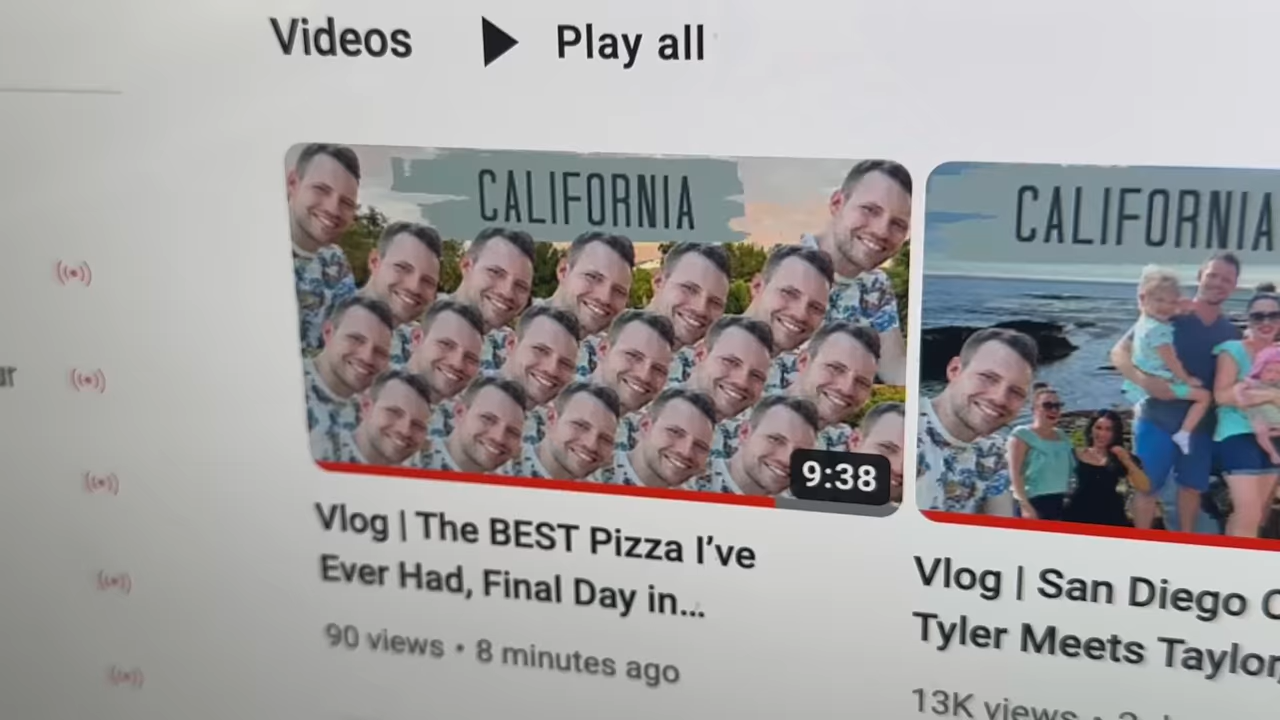 Videos
Play all
CALIFORNIA
CALIFORNIA
9:38
Vlog | The BEST Pizza I've
Ever Had, Final Day in...
90 views • 8 minutes ago
Vlog | San Diego
Tyler Meets Taylor,
13K views •